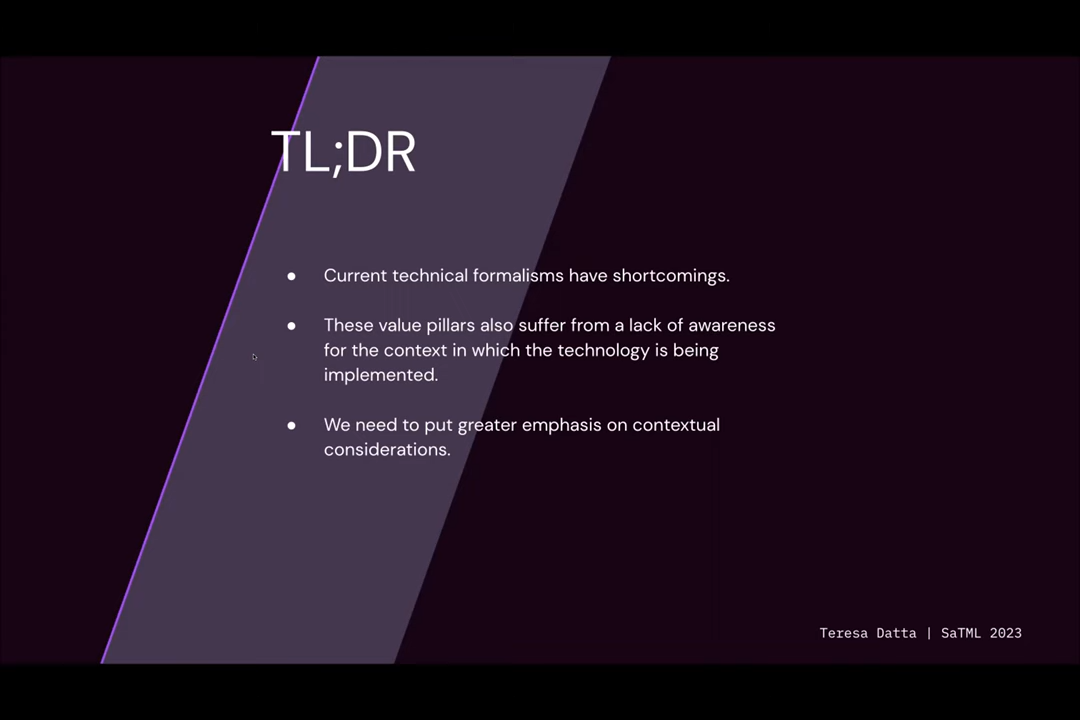 TL;DR
● Current technical formalisms have shortcomings.
● These value pillars also suffer from a lack of awareness
for the context in which the technology is being
implemented.
● We need to put greater emphasis on contextual
considerations.
Teresa Datta | SaTML 2023